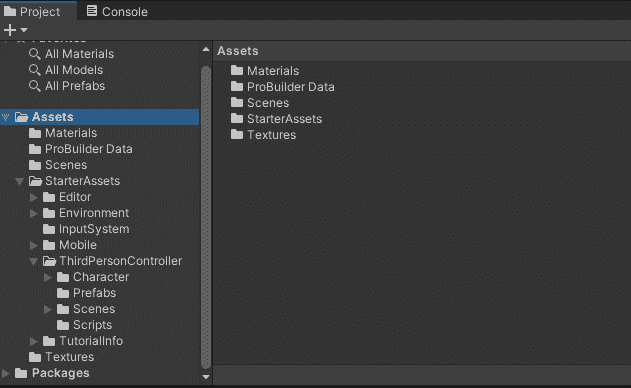 Project Console
Favorites
All Materials
All Models
All Prefabs
Assets
Materials
ProBuilder Data
Scenes
StarterAssets
Editor
Environment
InputSystem
Mobile
ThirdPersonController
Character
Prefabs
Scenes
Scripts
TutorialInfo
Textures
Packages
Assets
Materials
ProBuilder Data
Scenes
StarterAssets
Textures